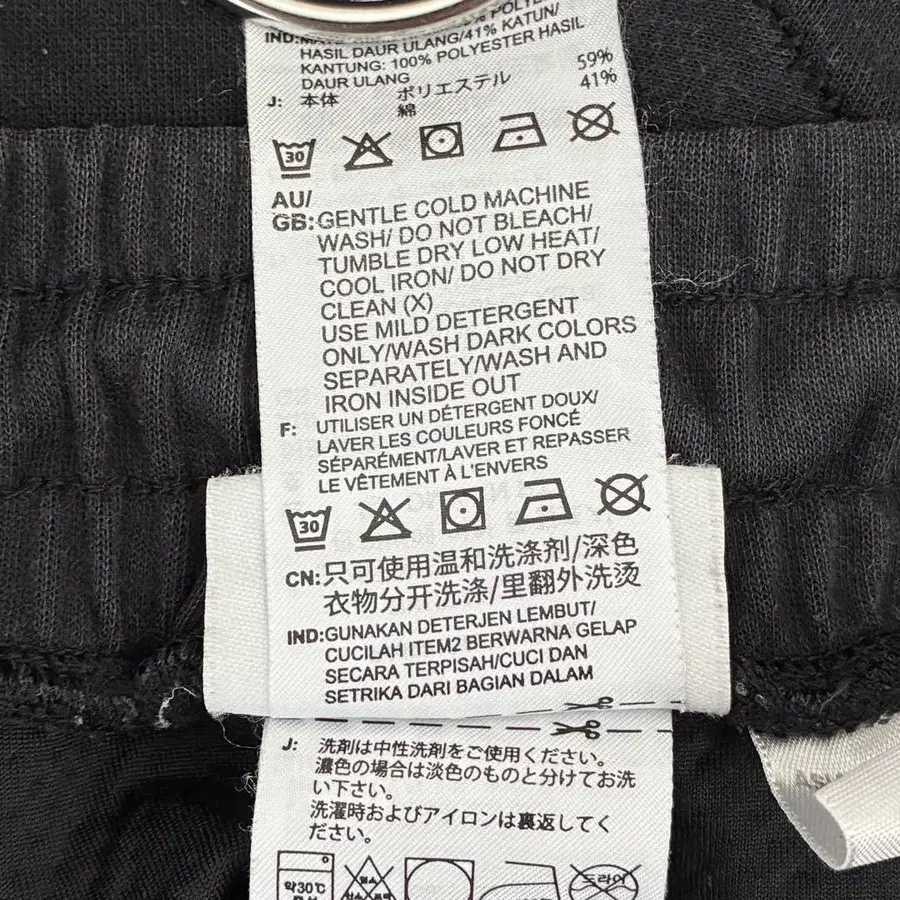 HASIL DAUR ULANG/41% KATUN/
KANTUNG: 100% POLYESTER HASIL
DAUR ULANG
J: 本体 ポリエステル 59%
綿 41%
30
AU/
GB:GENTLE COLD MACHINE
WASH/ DO NOT BLEACH/
TUMBLE DRY LOW HEAT/
COOL IRON/ DO NOT DRY
CLEAN (X)
USE MILD DETERGENT
ONLY/WASH DARK COLORS
SEPARATELY/WASH AND
IRON INSIDE OUT
F: UTILISER UN DÉTERGENT DOUX/
LAVER LES COULEURS FONCÉ
SÉPARÉMENT/LAVER ET REPASSER
LE VÊTEMENT À L'ENVERS
30
CN:只可使用温和洗涤剂/深色
衣物分开洗涤/里翻外洗烫
IND:GUNAKAN DETERJEN LEMBUT/
CUCILAH ITEM2 BERWARNA GELAP
SECARA TERPISAH/CUCI DAN
SETRIKA DARI BAGIAN DALAM
J: 洗剤は中性洗剤をご使用ください。
濃色の場合は淡色のものと分けてお洗
い下さい。
洗濯時およびアイロンは裏返してく
ださい。
약30℃
드라이